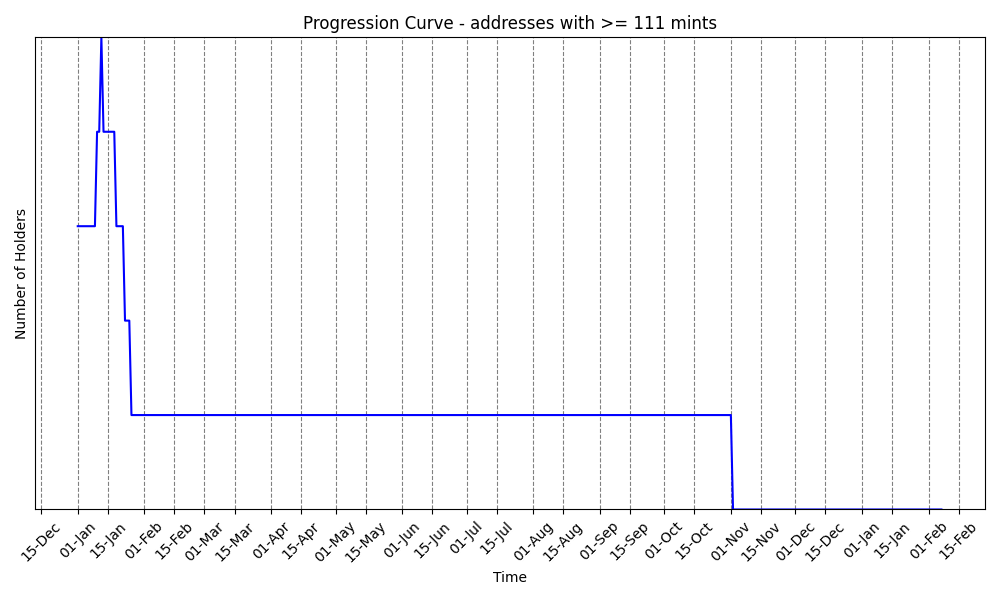 Progression Curve - addresses with >= 111 mints
Number of Holders
15-Dec
01-Jan
15-Jan
01-Feb
15-Feb
01-Mar
15-Mar
01-Apr
15-Apr
01-May
15-May
01-Jun
15-Jun
01-Jul
15-Jul
01-Aug
15-Aug
01-Sep
15-Sep
01-Oct
15-Oct
01-Nov
15-Nov
01-Dec
15-Dec
01-Jan
15-Jan
01-Feb
15-Feb
Time